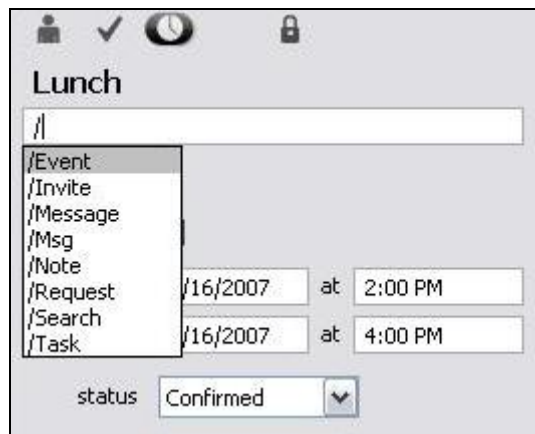 Lunch
/
/Event
/Invite
/Message
/Msg
/Note
/Request
/Search
/Task
/16/2007 at 2:00 PM
/16/2007 at 4:00 PM
status Confirmed